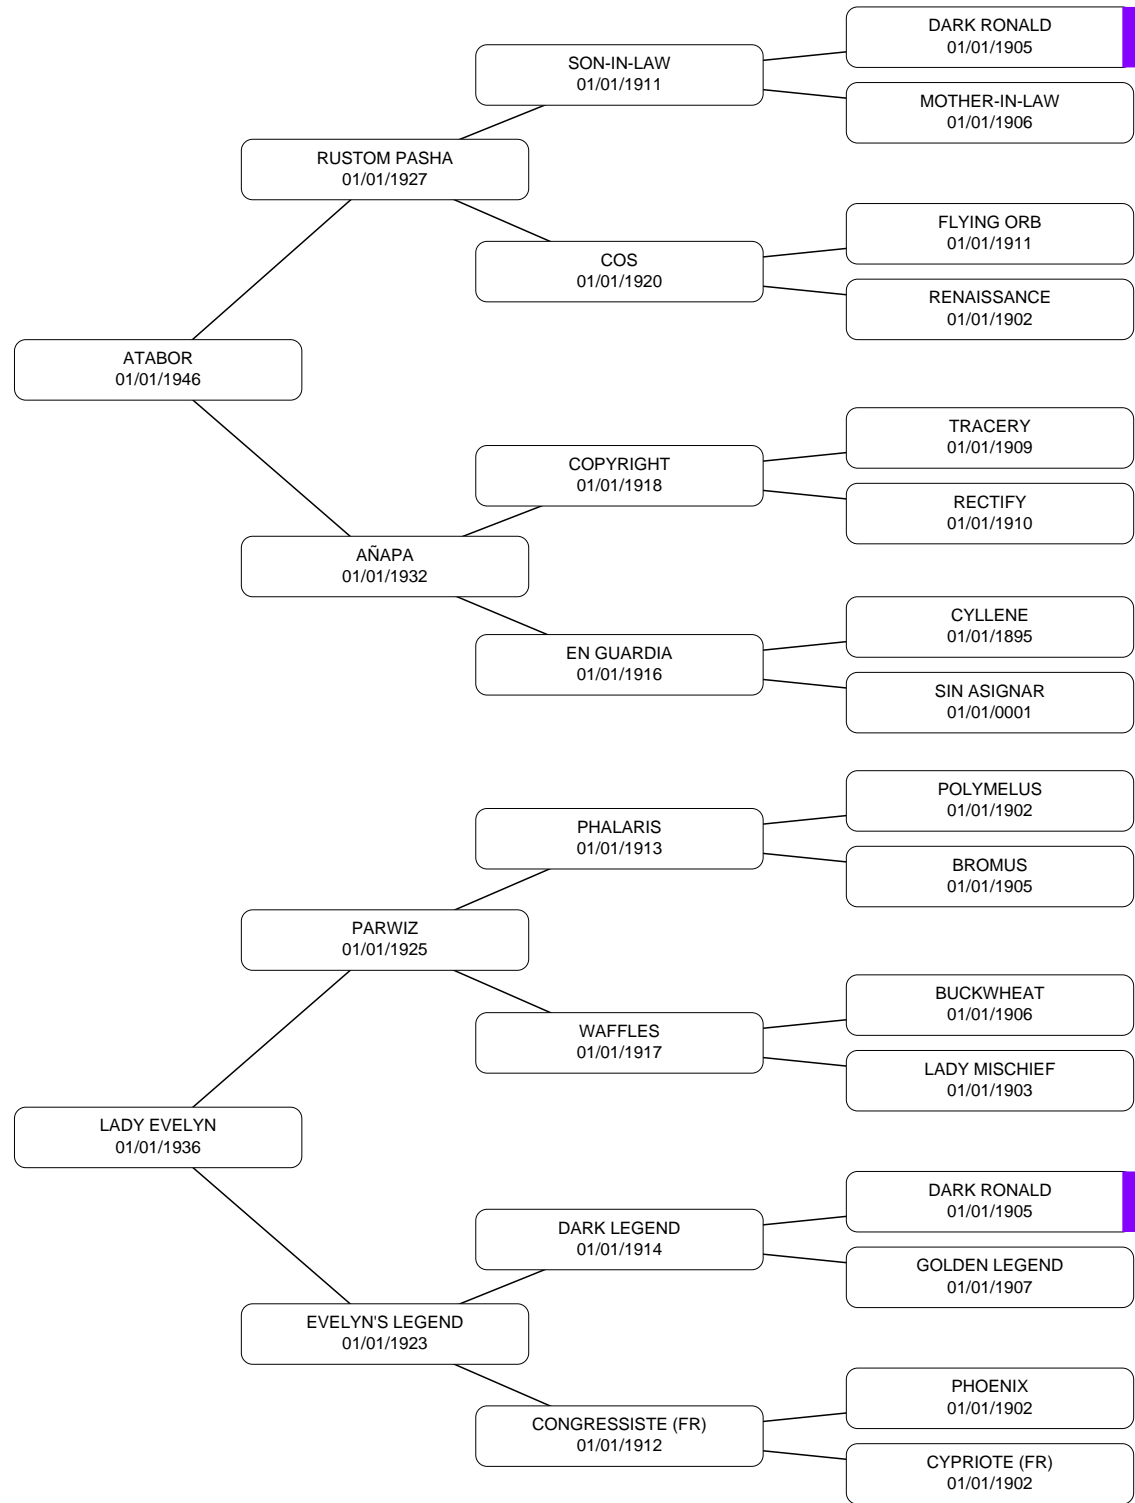 DARK RONALD
01/01/1905
SON-IN-LAW
01/01/1911
MOTHER-IN-LAW
01/01/1906
RUSTOM PASHA
01/01/1927
FLYING ORB
01/01/1911
COS
01/01/1920
RENAISSANCE
01/01/1902
ATABOR
01/01/1946
TRACERY
01/01/1909
COPYRIGHT
01/01/1918
RECTIFY
01/01/1910
AÑAPA
01/01/1932
CYLLENE
01/01/1895
EN GUARDIA
01/01/1916
SIN ASIGNAR
01/01/0001
POLYMELUS
01/01/1902
PHALARIS
01/01/1913
BROMUS
01/01/1905
PARWIZ
01/01/1925
BUCKWHEAT
01/01/1906
WAFFLES
01/01/1917
LADY MISCHIEF
01/01/1903
LADY EVELYN
01/01/1936
DARK RONALD
01/01/1905
DARK LEGEND
01/01/1914
GOLDEN LEGEND
01/01/1907
EVELYN'S LEGEND
01/01/1923
PHOENIX
01/01/1902
CONGRESSISTE (FR)
01/01/1912
CYPRIOTE (FR)
01/01/1902